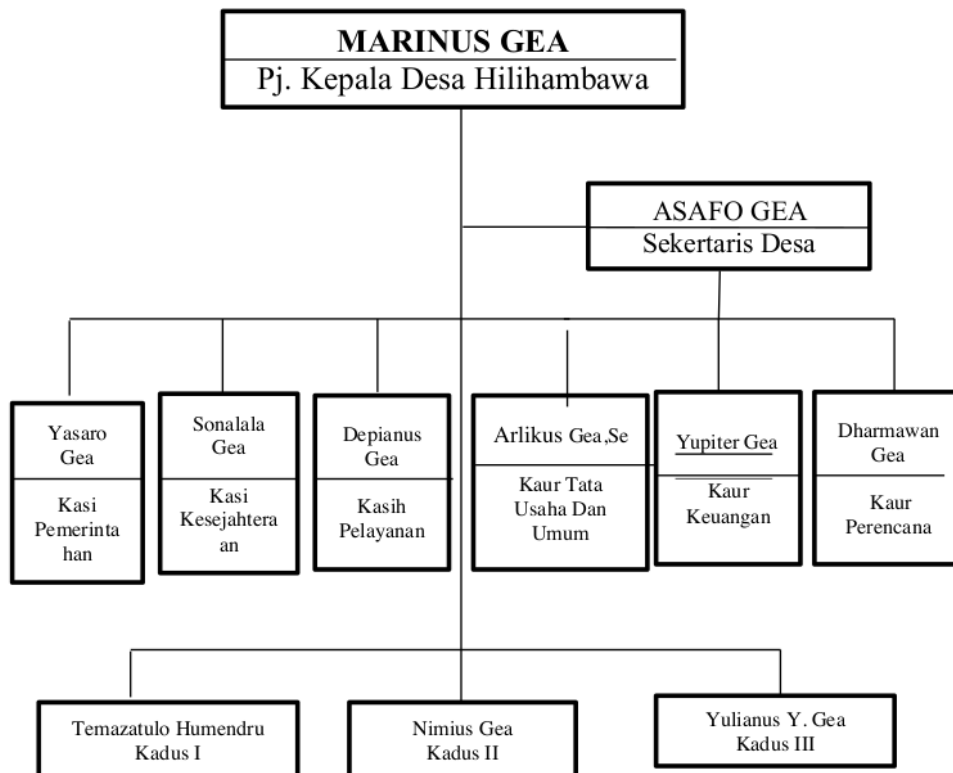 MARINUS GEA
Pj. Kepala Desa Hilihambawa
ASAFO GEA
Sekertaris Desa
Yasaro
Gea
Kasi
Pemerinta
han
Sonalala
Gea
Kasi
Kesejahtera
an
Depianus
Gea
Kasih
Pelayanan
Arlikus Gea,Se
Kaur Tata
Usaha Dan
Umum
Yupiter Gea
Kaur
Keuangan
Dharmawan
Gea
Kaur
Perencana
Temazatulo Humendru
Kadus I
Nimius Gea
Kadus II
Yulianus Y. Gea
Kadus III